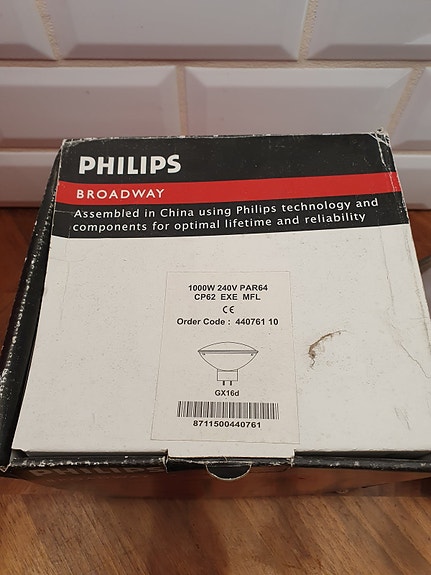 PHILIPS
BROADWAY
Assembled in China using Philips technology and
components for optimal lifetime and reliability
1000W 240V PAR64
CP62 EXE MFL
CE
Order Code : 440761 10
GX16d
8711500440761
PHILIPS